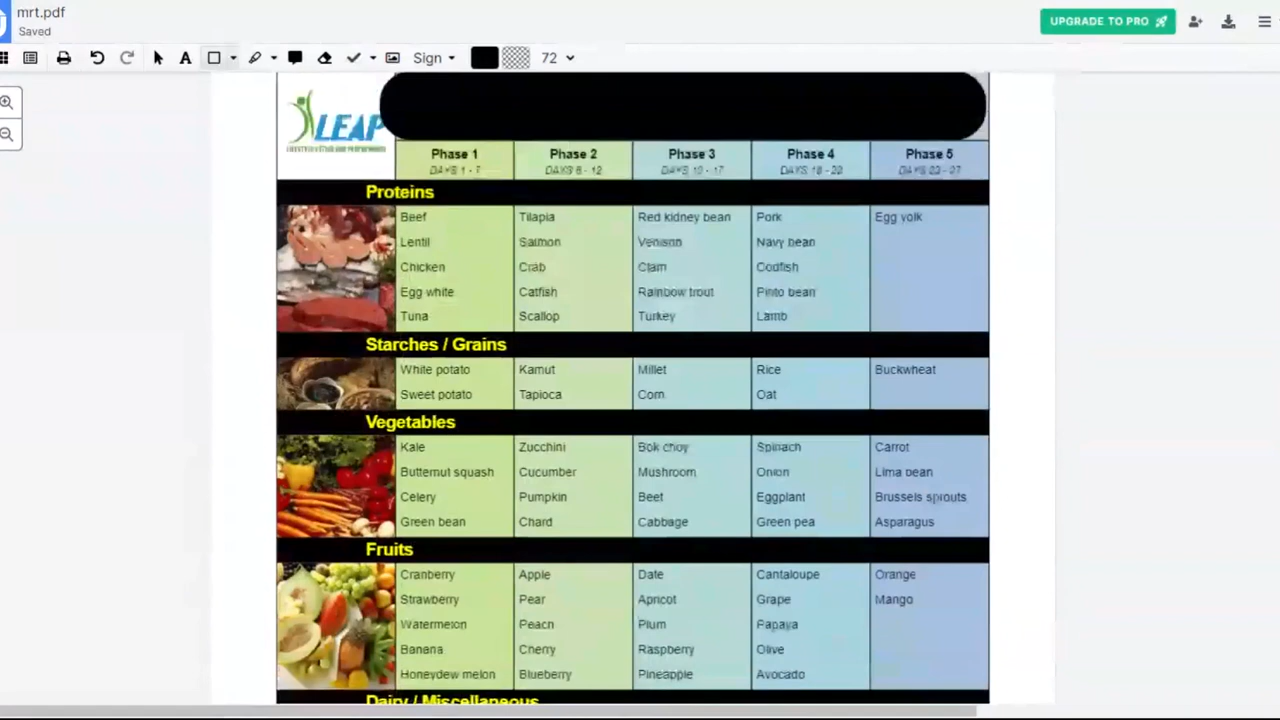 mrt.pdf
Saved
UPGRADE TO PRO
Sign
72
LEAP
Phase 1 Phase 2 Phase 3 Phase 4 Phase 5
DAYS 1 - 7
Proteins
Beef Tilapia Red kidney bean Pork Egg yolk
Lentil Salmon Venison Navy bean
Chicken Crab Clam Codfish
Egg white Catfish Rainbow trout Pinto bean
Tuna Scallop Turkey Lamb
Starches / Grains
White potato Kamut Millet Rice Buckwheat
Sweet potato Tapioca Corn Oat
Vegetables
Kale Zucchini Bok choy Spinach Carrot
Butternut squash Cucumber Mushroom Onion Lima bean
Celery Pumpkin Beet Eggplant Brussels sprouts
Green bean Chard Cabbage Green pea Asparagus
Fruits
Cranberry Apple Date Cantaloupe Orange
Strawberry Pear Apricot Grape Mango
Watermelon Peach Plum Papaya
Banana Cherry Raspberry Olive
Honeydew melon Blueberry Pineapple Avocado
Dairy / Miscellaneous